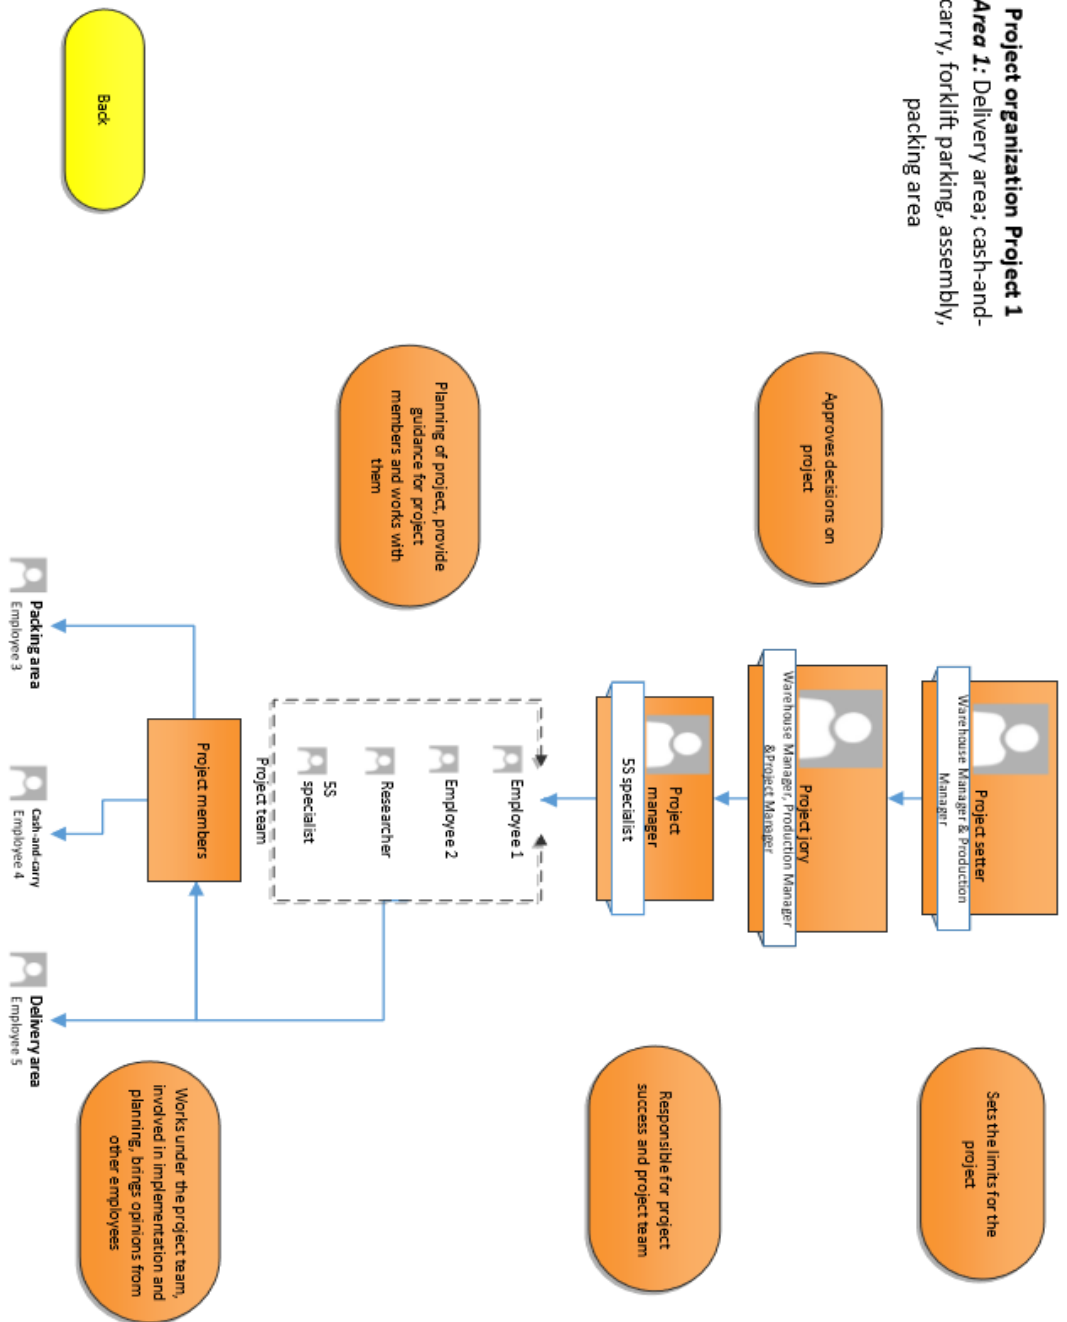 Project organization Project 1
Area 1: Delivery area; cash-and-
carry, forklift parking, assembly,
packing area
Project setter
Warehouse Manager & Production
Manager
Sets the limits for the
project
Approves decisions on
project
Project jory
Warehouse Manager, Production Manager
&Project Manager
Project
manager
5S specialist
Responsible for project
success and project team
Planning of project, provide
guidance for project
members and works with
them
Employee 1
Employee 2
Researcher
5S
specialist
Project team
Project members
Works under the project team,
involved in implementation and
planning, brings opinions from
other employees
Packing area
Employee 3
Cash-and-carry
Employee 4
Delivery area
Employee 5
Back